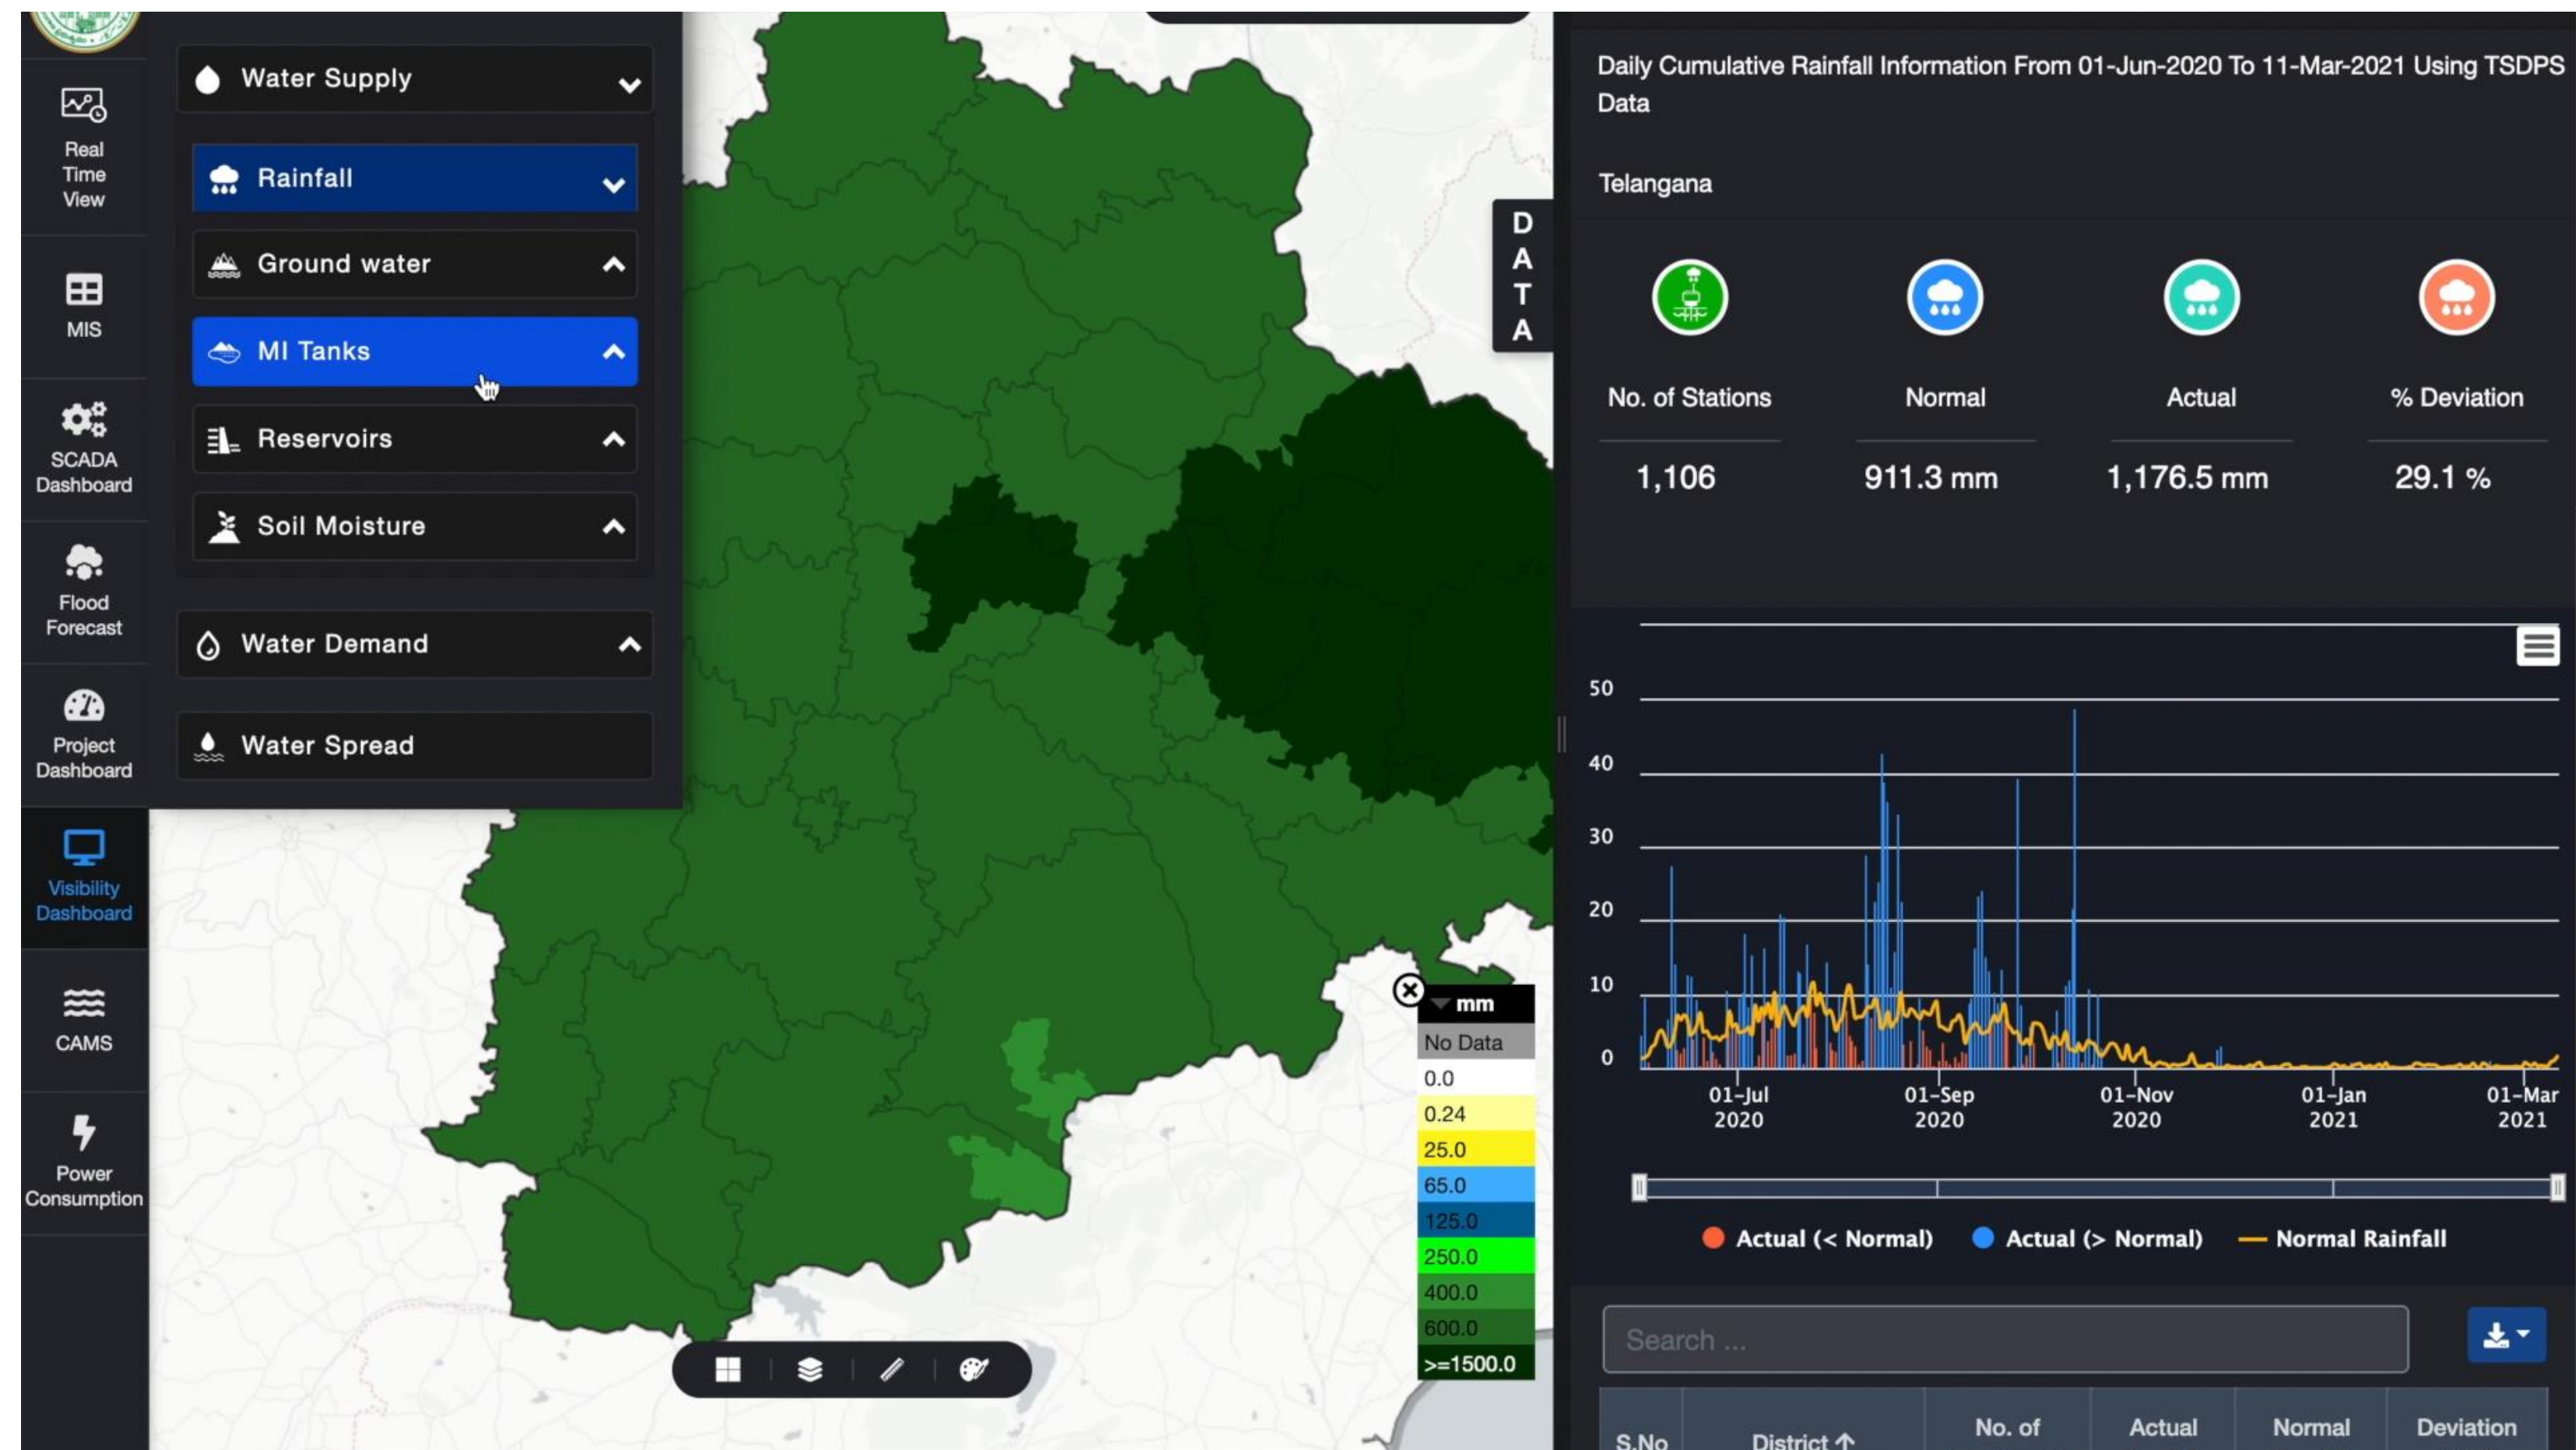 Real
Time
View
MIS
SCADA
Dashboard
Flood
Forecast
Project
Dashboard
Visibility
Dashboard
CAMS
Power
Consumption
Water Supply
Rainfall
Ground water
MI Tanks
Reservoirs
Soil Moisture
Water Demand
Water Spread
D
A
T
A
mm
No Data
0.0
0.24
25.0
65.0
125.0
250.0
400.0
600.0
>=1500.0
Daily Cumulative Rainfall Information From 01-Jun-2020 To 11-Mar-2021 Using TSDPS
Data
Telangana
No. of Stations Normal Actual % Deviation
1,106 911.3 mm 1,176.5 mm 29.1 %
50
40
30
20
10
0
01-Jul 01-Sep 01-Nov 01-Jan 01-Mar
2020 2020 2020 2021 2021
Actual (< Normal) Actual (> Normal) Normal Rainfall
Search ...
S.No District ↑ No. of Actual Normal Deviation